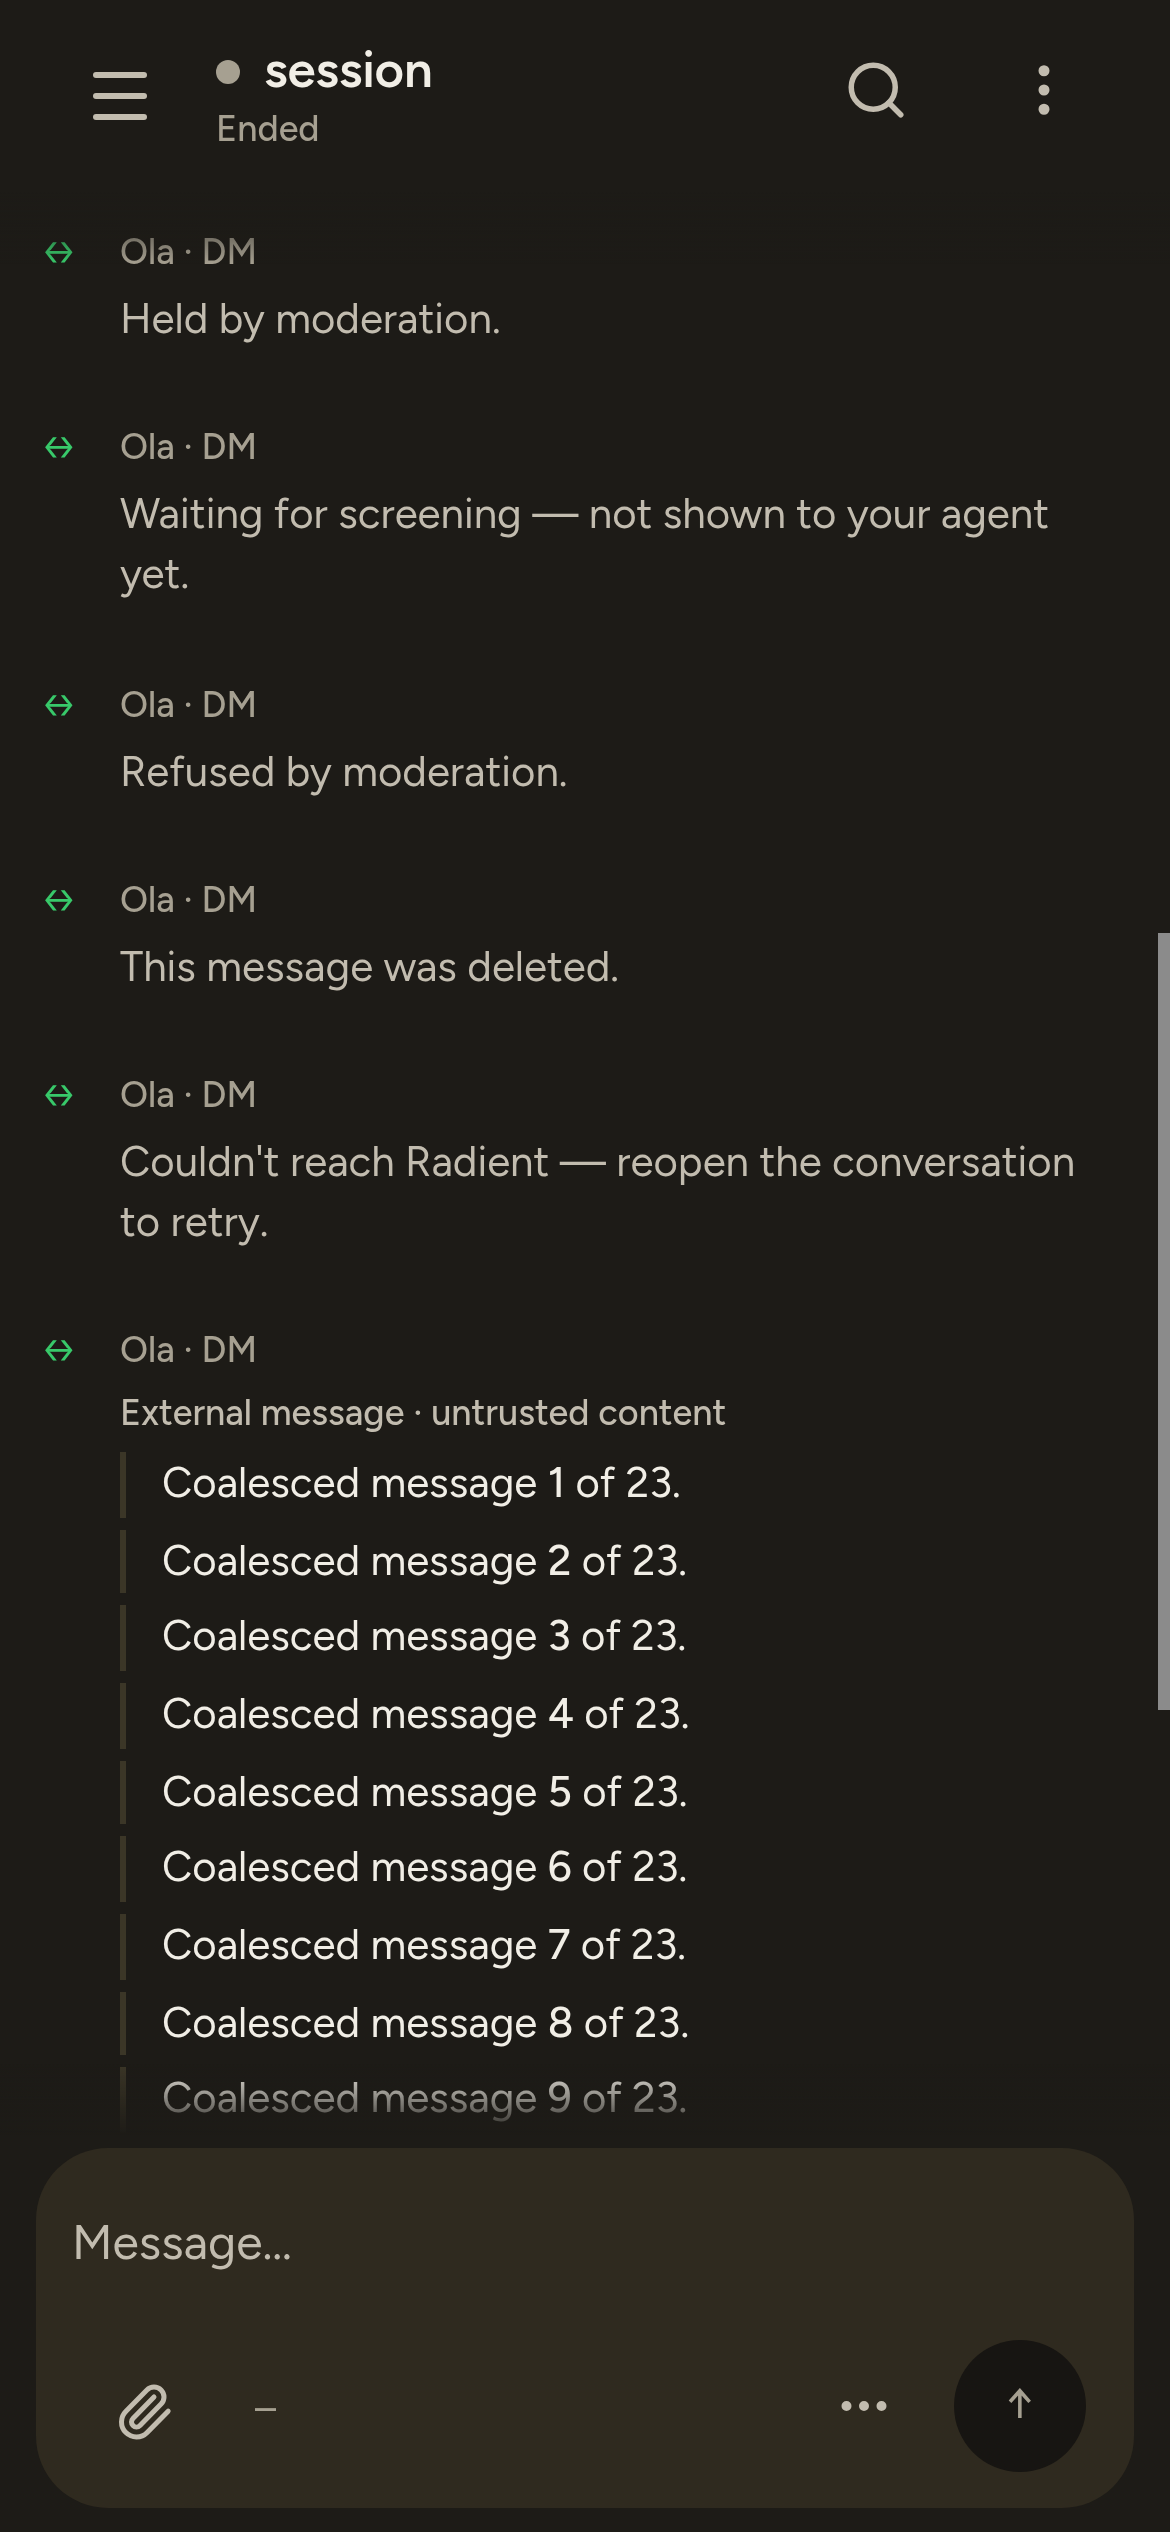 session
Ended
Ola · DM
Held by moderation.
Ola · DM
Waiting for screening — not shown to your agent
yet.
Ola · DM
Refused by moderation.
Ola · DM
This message was deleted.
Ola · DM
Couldn't reach Radient — reopen the conversation
to retry.
Ola · DM
External message · untrusted content
Coalesced message 1 of 23.
Coalesced message 2 of 23.
Coalesced message 3 of 23.
Coalesced message 4 of 23.
Coalesced message 5 of 23.
Coalesced message 6 of 23.
Coalesced message 7 of 23.
Coalesced message 8 of 23.
Coalesced message 9 of 23.
Message...
–